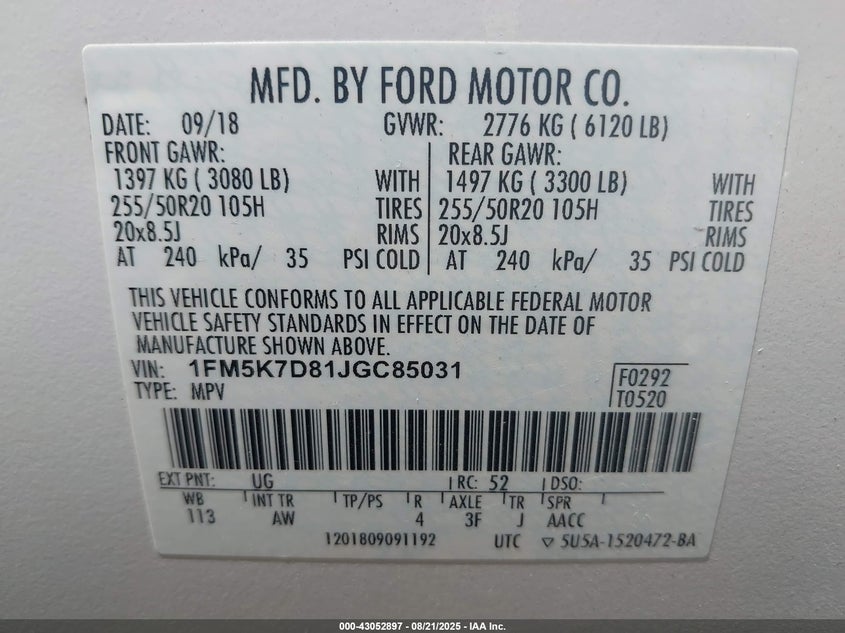 MFD. BY FORD MOTOR CO.
DATE: 09/18 GVWR: 2776 KG ( 6120 LB)
FRONT GAWR: REAR GAWR:
1397 KG ( 3080 LB) WITH 1497 KG ( 3300 LB) WITH
255/50R20 105H TIRES 255/50R20 105H TIRES
20x8.5J RIMS 20x8.5J RIMS
AT 240 kPa/ 35 PSI COLD AT 240 kPa/ 35 PSI COLD
THIS VEHICLE CONFORMS TO ALL APPLICABLE FEDERAL MOTOR
VEHICLE SAFETY STANDARDS IN EFFECT ON THE DATE OF
MANUFACTURE SHOWN ABOVE.
VIN: 1FM5K7D81JGC85031
TYPE: MPV
F0292
T0520
EXT PNT: UG RC: 52 DSO:
WB INT TR TP/PS R AXLE TR SPR
113 AW 4 3F J AACC
1201809091192 UTC ▽ 5U5A-1520472-BA
000-43052897 - 08/21/2025 - IAA Inc.